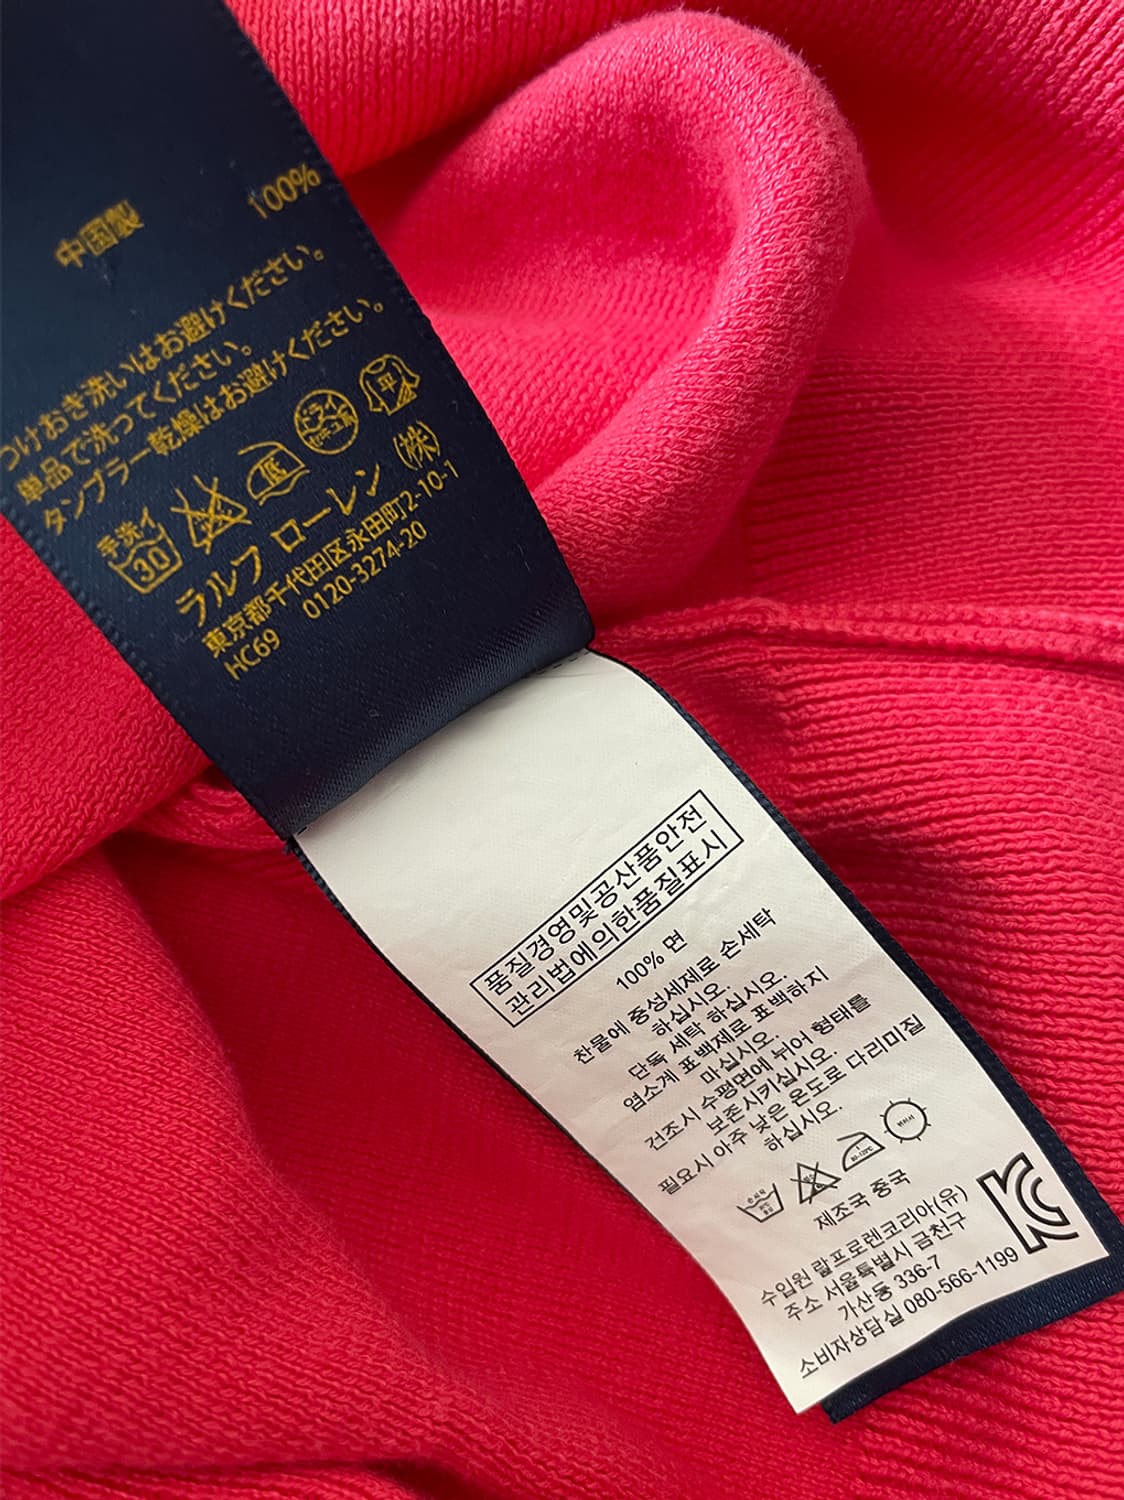 100%
中国製
つけおき洗いはお避けください。
単品で洗ってください。
タンブラー乾燥はお避けください。
手洗イ
30
低
ドライ
平
ラルフ ローレン (株)
東京都千代田区永田町2-10-1
HC69 0120-3274-20
품질경영및공산품안전
관리법에의한품질표시
100% 면
찬물에 중성세제로 손세탁
하십시오.
단독 세탁 하십시오.
염소계 표백제로 표백하지
마십시오.
건조시 수평면에 뉘어 형태를
보존시키십시오.
필요시 아주 낮은 온도로 다리미질
하십시오.
제조국 중국
수입원 랄프로렌코리아(유)
주소 서울특별시 금천구
가산동 336-7
소비자상담실 080-566-1199